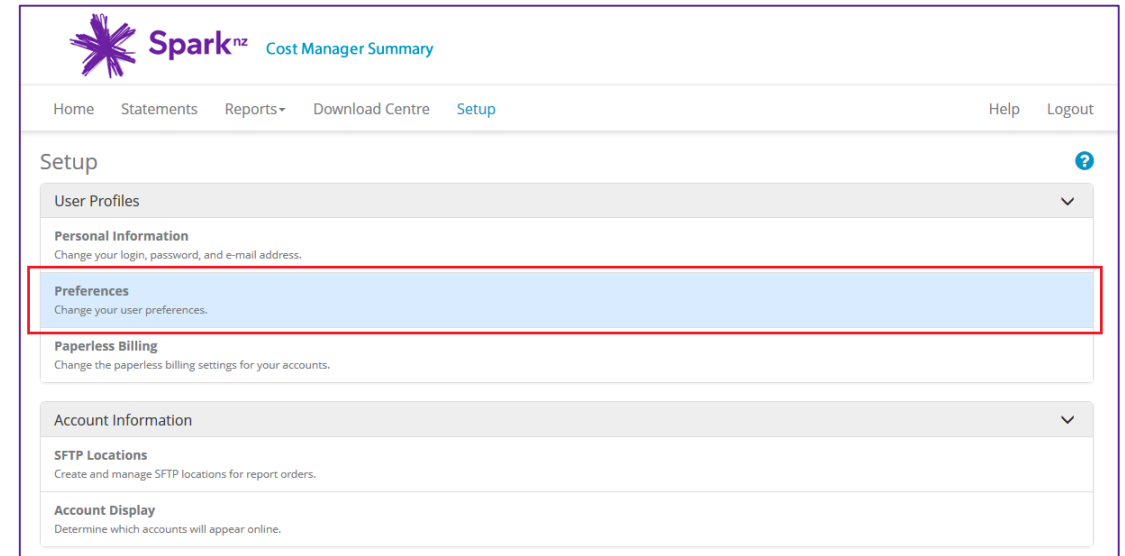 Spark nz Cost Manager Summary
Home Statements Reports Download Centre Setup Help Logout
Setup
User Profiles
Personal Information
Change your login, password, and e-mail address.
Preferences
Change your user preferences.
Paperless Billing
Change the paperless billing settings for your accounts.
Account Information
SFTP Locations
Create and manage SFTP locations for report orders.
Account Display
Determine which accounts will appear online.